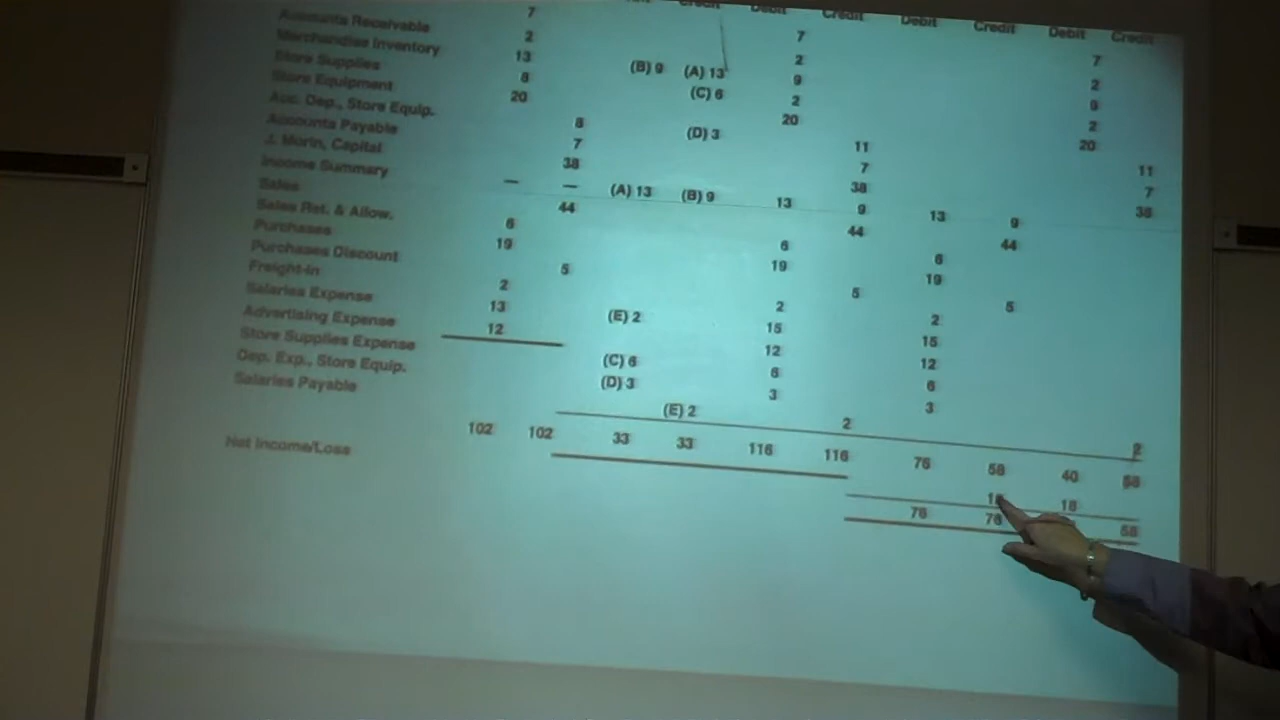 Credit Debit Credit Debit Credit Debit Credit
Accounts Receivable 7 7 7
Merchandise Inventory 2 (B) 9 (A) 13 2 2
Store Supplies 13 (C) 6 9 9
Store Equipment 8 2 2
Acc. Dep., Store Equip. 20 (D) 3 20 20
Accounts Payable 8 11 11
J. Morin, Capital 7 7 7
Income Summary 38 38 38
Sales — — (A) 13 (B) 9 13 9 13 9
Sales Ret. & Allow. 44 44 44
Purchases 6 6 6
Purchases Discount 19 19 19
Freight-in 5 5 5
Salaries Expense 2 2 2
Advertising Expense 13 (E) 2 15 15
Store Supplies Expense 12 12 12
Dep. Exp., Store Equip. (C) 6 6 6
Salaries Payable (D) 3 3 3
(E) 2 2 2
102 102 33 33 116 116 76 58 40 58
Net Income/Loss 18 18
76 76 58